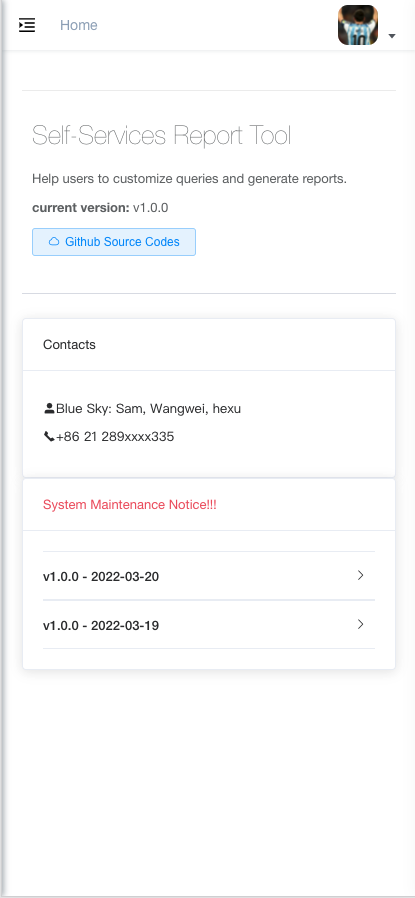 Home
Self-Services Report Tool
Help users to customize queries and generate reports.
current version: v1.0.0
Github Source Codes
Contacts
Blue Sky: Sam, Wangwei, hexu
+86 21 289xxxx335
System Maintenance Notice!!!
v1.0.0 - 2022-03-20
v1.0.0 - 2022-03-19